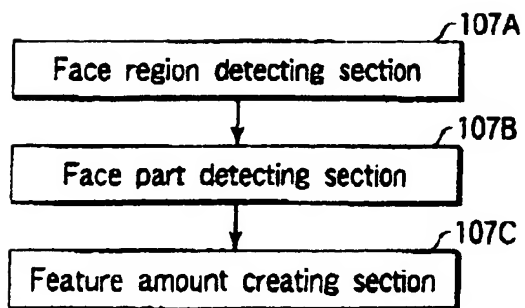 107A
Face region detecting section
107B
Face part detecting section
107C
Feature amount creating section